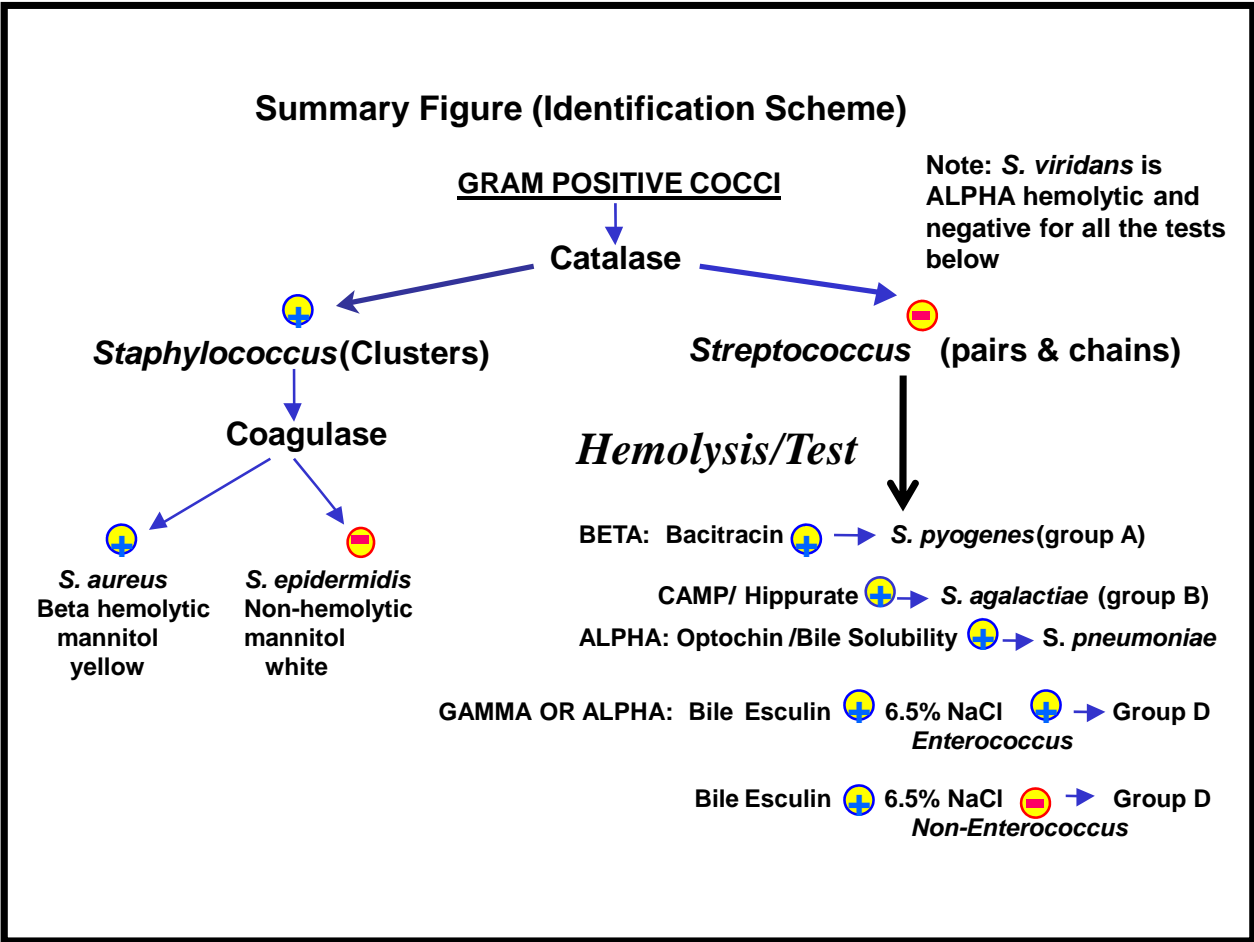 Summary Figure (Identification Scheme)
GRAM POSITIVE COCCI
Note: S. viridans is
ALPHA hemolytic and
negative for all the tests
below
Catalase
+
−
Staphylococcus(Clusters)
Streptococcus (pairs & chains)
Coagulase
Hemolysis/Test
+
−
S. aureus
Beta hemolytic
mannitol
yellow
S. epidermidis
Non-hemolytic
mannitol
white
BETA: Bacitracin + S. pyogenes(group A)
CAMP/ Hippurate + S. agalactiae (group B)
ALPHA: Optochin /Bile Solubility + S. pneumoniae
GAMMA OR ALPHA: Bile Esculin + 6.5% NaCl + Group D
Enterococcus
Bile Esculin + 6.5% NaCl − Group D
Non-Enterococcus